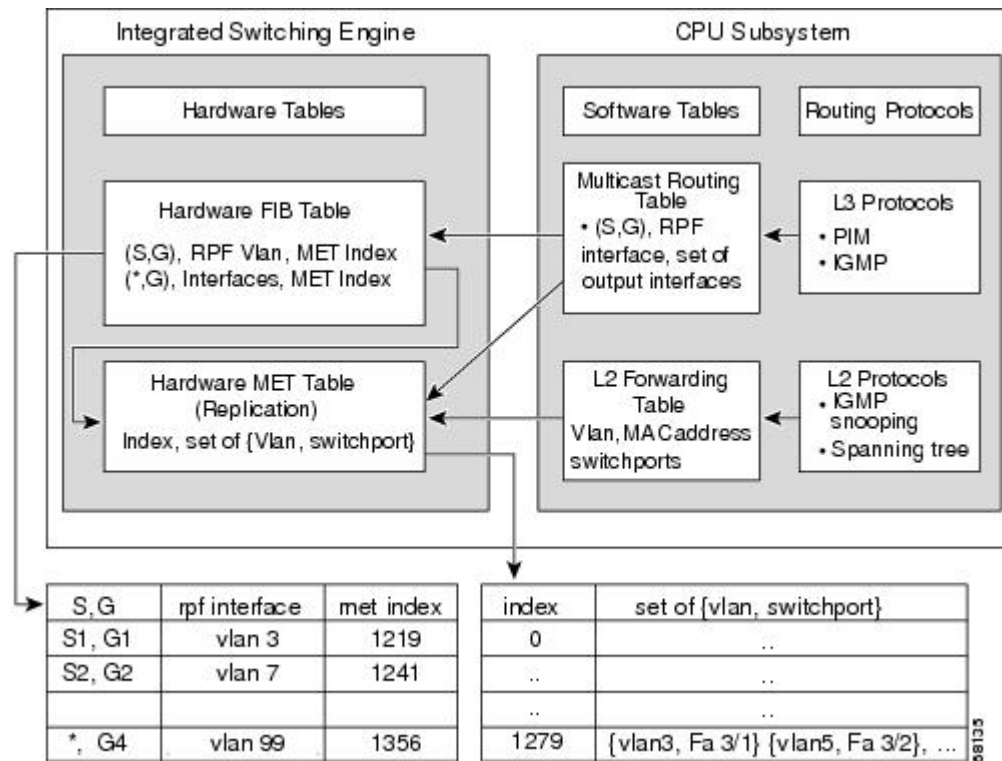 Integrated Switching Engine
CPU Subsystem
Hardware Tables
Software Tables
Routing Protocols
Hardware FIB Table
(S,G), RPF Vlan, MET Index
(*,G), Interfaces, MET Index
Multicast Routing
Table
• (S,G), RPF
interface, set of
output interfaces
L3 Protocols
• PIM
• IGMP
Hardware MET Table
(Replication)
Index, set of {Vlan, switchport}
L2 Forwarding
Table
Vlan, MAC address
switchports
L2 Protocols
• IGMP
snooping
• Spanning tree
S,G rpf interface met index
S1, G1 vlan 3 1219
S2, G2 vlan 7 1241
*, G4 vlan 99 1356
index set of {vlan, switchport}
0 ..
.. ..
.. ..
1279 {vlan3, Fa 3/1} {vlan5, Fa 3/2}, ...
68135